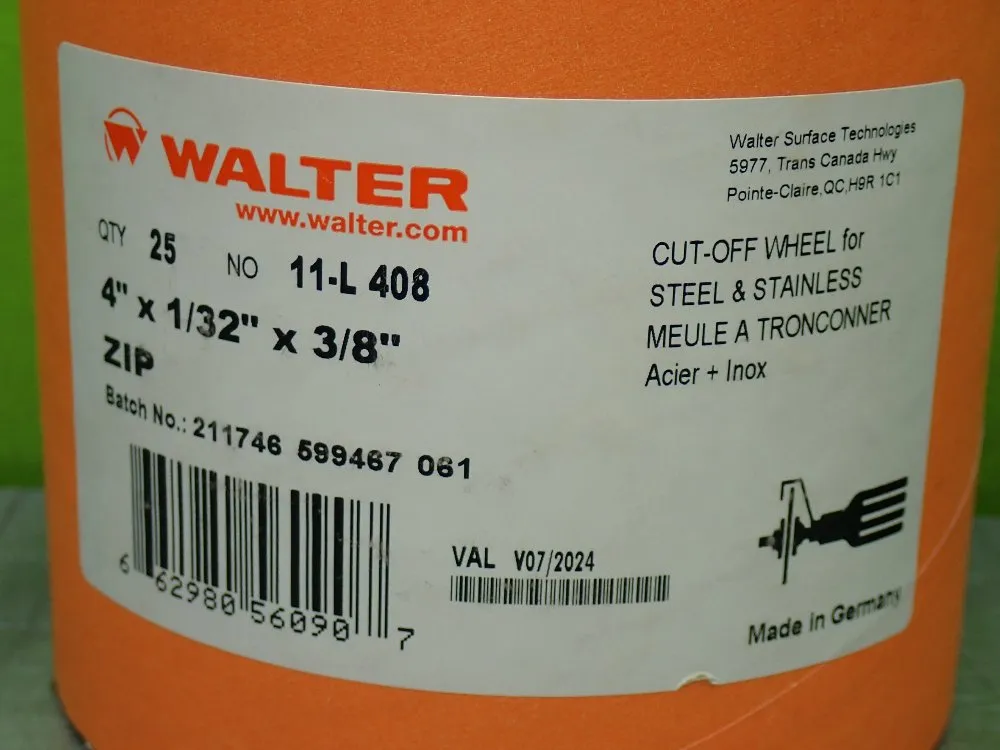 WALTER
www.walter.com
Walter Surface Technologies
5977, Trans Canada Hwy
Pointe-Claire,QC,H9R 1C1
QTY 25 NO 11-L 408
4" x 1/32" x 3/8"
ZIP
Batch No.: 211746 599467 061
CUT-OFF WHEEL for
STEEL & STAINLESS
MEULE A TRONCONNER
Acier + Inox
6 62980 56090 7
VAL V07/2024
Made in Germany